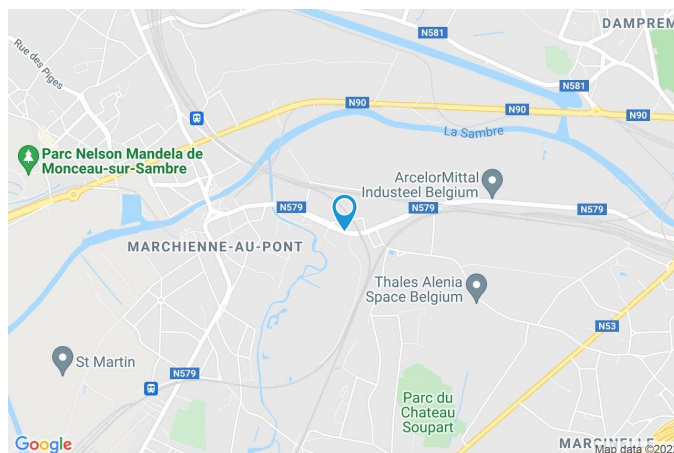 DAMPREM
N581
N581
Rue des Piges
N90
N90
N90
La Sambre
Parc Nelson Mandela de
Monceau-sur-Sambre
ArcelorMittal
Industeel Belgium
N579
N579
N579
MARCHIENNE-AU-PONT
Thales Alenia
Space Belgium
N53
St Martin
N579
Parc du
Chateau
Soupart
MARCINELLE
Google
Map data ©202